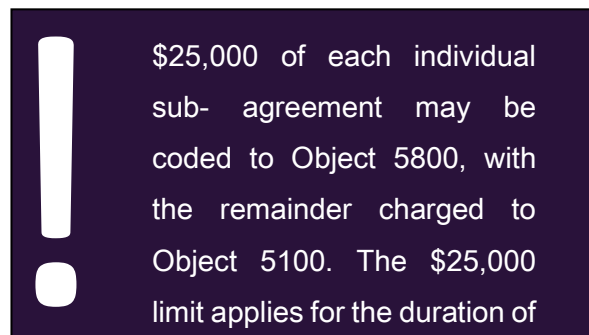 !
$25,000 of each individual
sub- agreement may be
coded to Object 5800, with
the remainder charged to
Object 5100. The $25,000
limit applies for the duration of